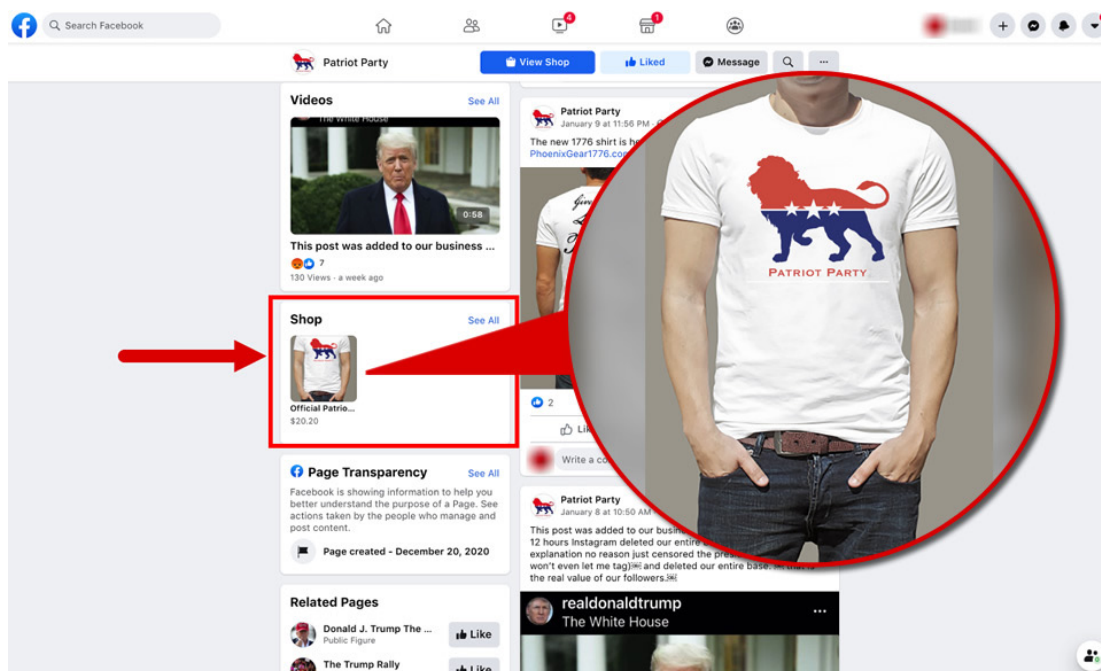 Search Facebook
4
1
Patriot Party
View Shop
Liked
Message
Videos
See All
The White House
0:58
This post was added to our business ...
7
130 Views · a week ago
Shop
See All
Official Patrio...
$20.20
Page Transparency
See All
Facebook is showing information to help you
better understand the purpose of a Page. See
actions taken by the people who manage and
post content.
Page created - December 20, 2020
Related Pages
Donald J. Trump The ...
Public Figure
Like
The Trump Rally
Like
Patriot Party
January 9 at 11:56 PM ·
The new 1776 shirt is
PhoenixGear1776.co
Give
2
Write a
PATRIOT PARTY
Patriot Party
January 8 at 10:50 AM
This post was added to our
12 hours Instagram deleted our
explanation no reason just censored the
won't even let me tag) and deleted our entire base.
the real value of our followers.
realdonaldtrump
The White House